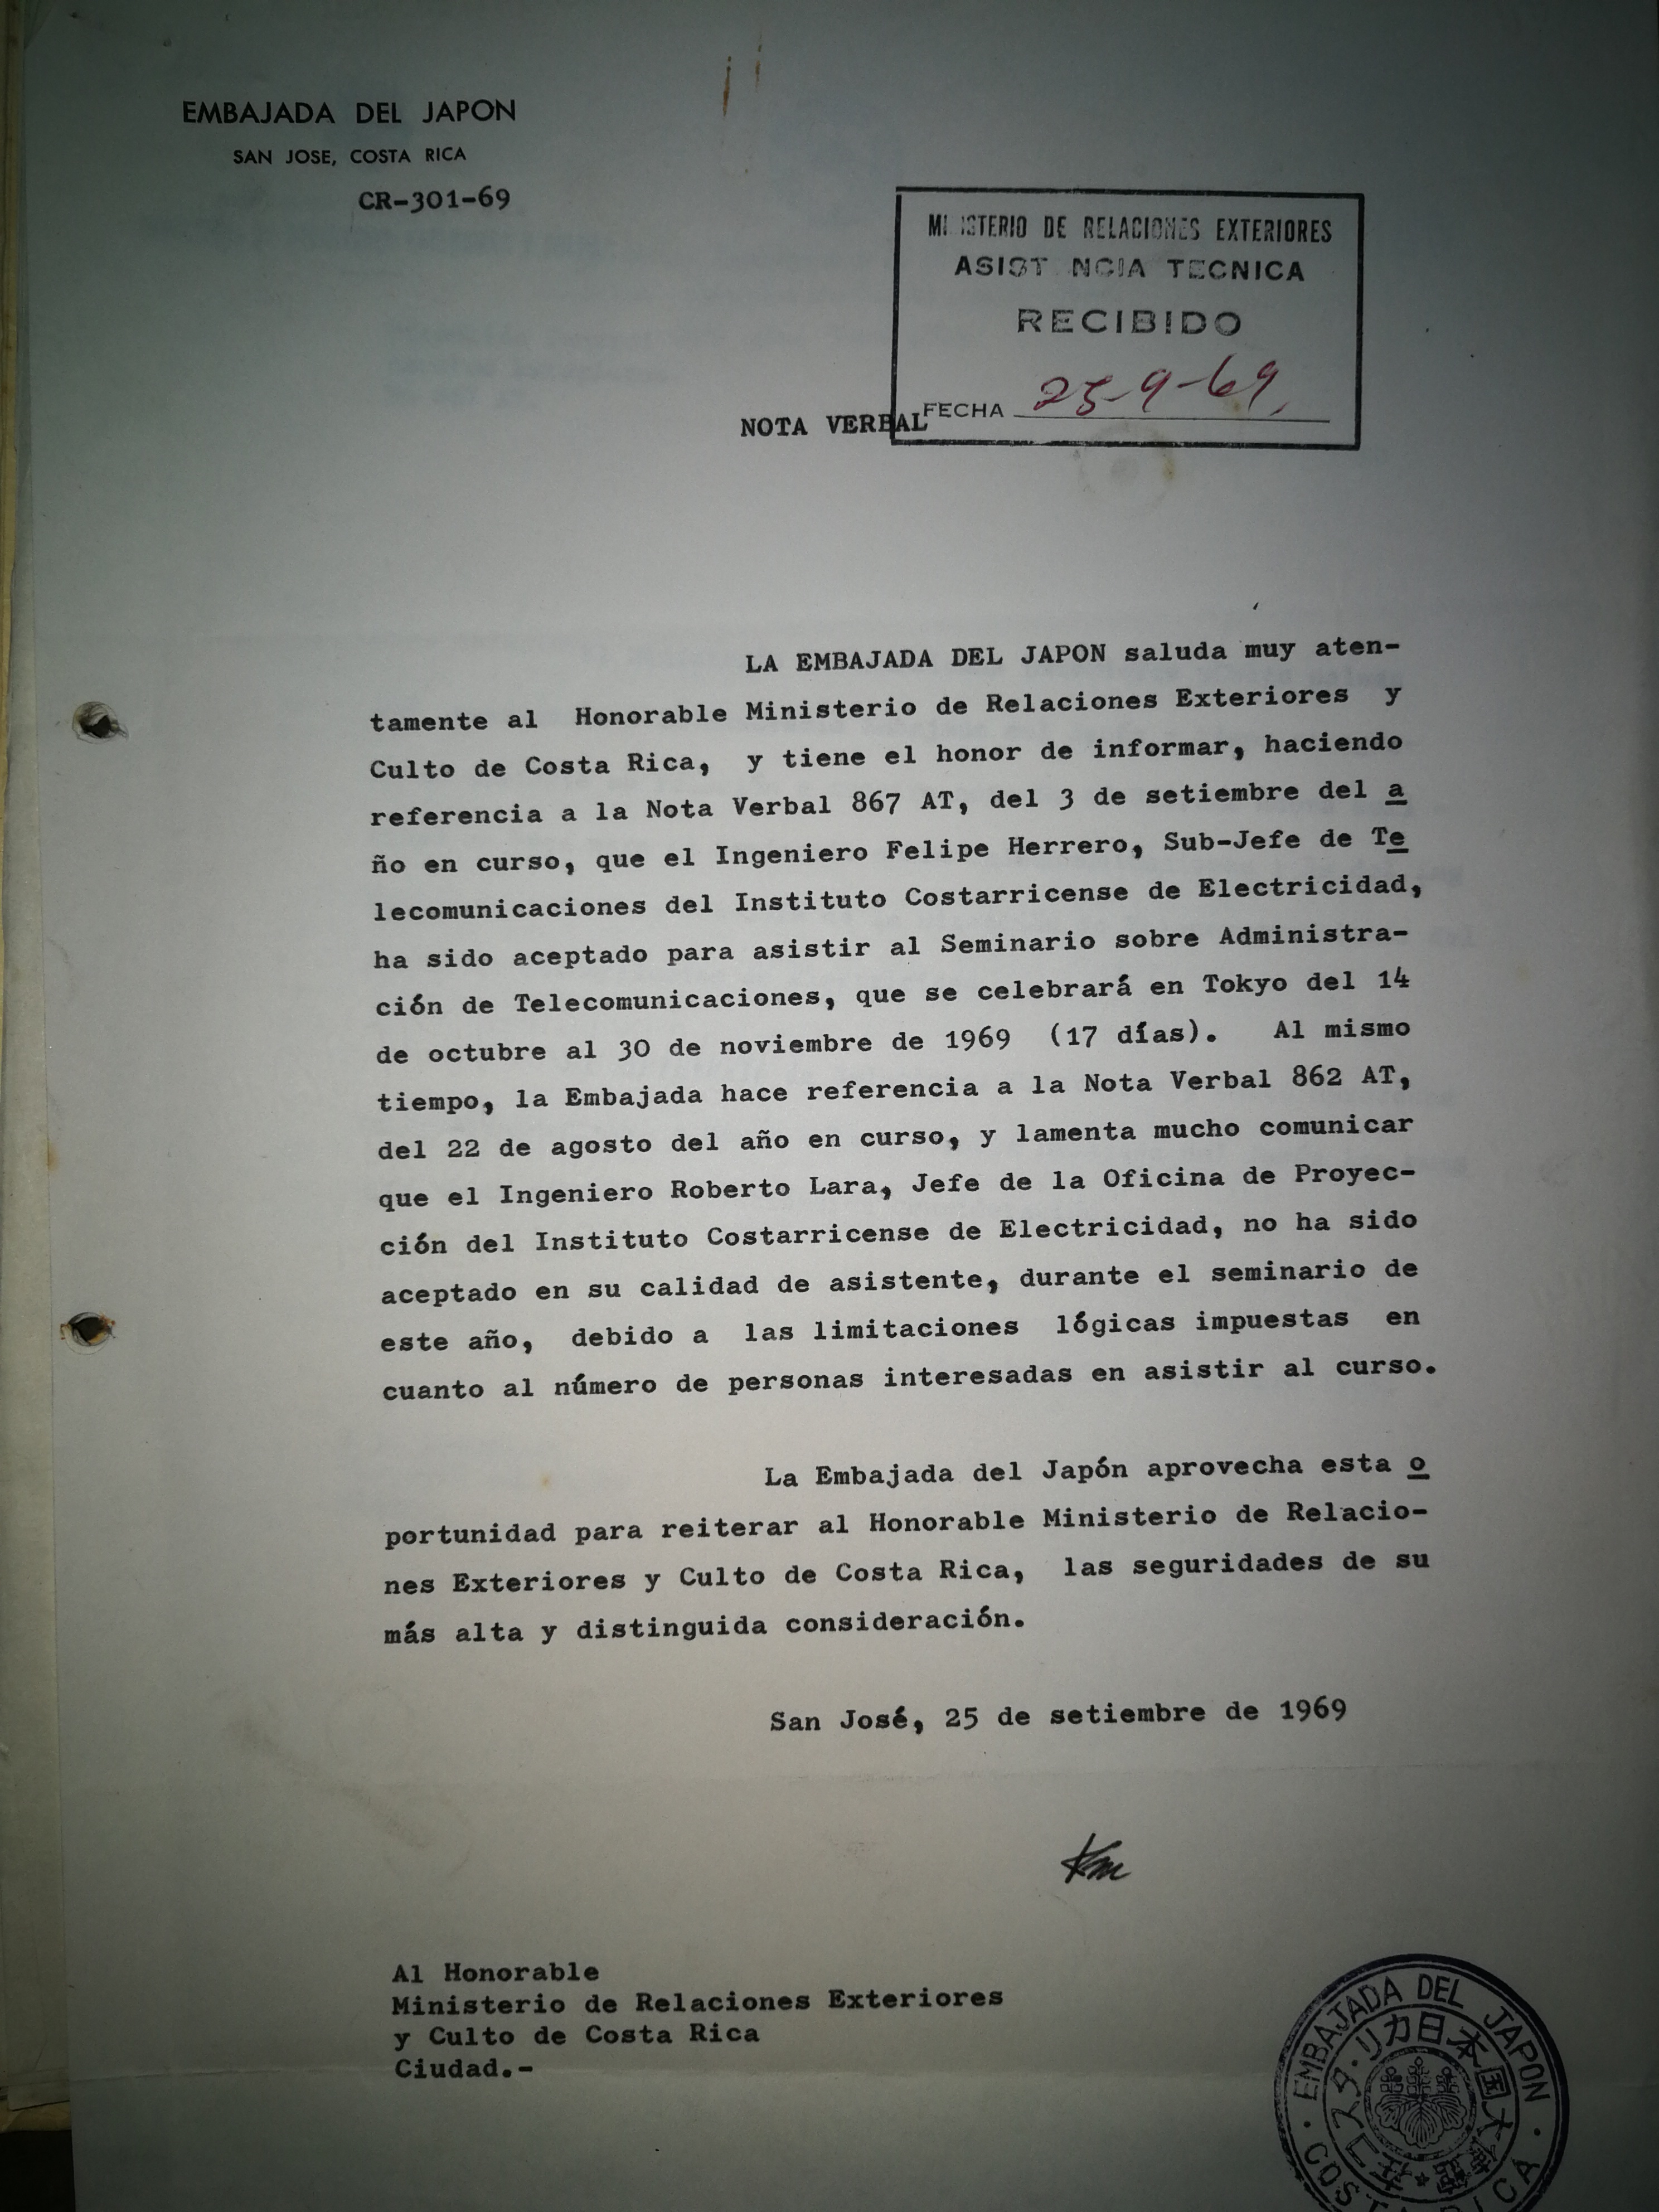 EMBAJADA DEL JAPON
SAN JOSE, COSTA RICA
CR-301-69
MI ISTERIO DE RELACIONES EXTERIORES
ASIST NCIA TECNICA
RECIBIDO
FECHA 25-9-69.
NOTA VERBAL
LA EMBAJADA DEL JAPON saluda muy aten-
tamente al Honorable Ministerio de Relaciones Exteriores y
Culto de Costa Rica, y tiene el honor de informar, haciendo
referencia a la Nota Verbal 867 AT, del 3 de setiembre del a
ño en curso, que el Ingeniero Felipe Herrero, Sub-Jefe de Te
lecomunicaciones del Instituto Costarricense de Electricidad,
ha sido aceptado para asistir al Seminario sobre Administra-
ción de Telecomunicaciones, que se celebrará en Tokyo del 14
de octubre al 30 de noviembre de 1969 (17 días). Al mismo
tiempo, la Embajada hace referencia a la Nota Verbal 862 AT,
del 22 de agosto del año en curso, y lamenta mucho comunicar
que el Ingeniero Roberto Lara, Jefe de la Oficina de Proyec-
ción del Instituto Costarricense de Electricidad, no ha sido
aceptado en su calidad de asistente, durante el seminario de
este año, debido a las limitaciones lógicas impuestas en
cuanto al número de personas interesadas en asistir al curso.
La Embajada del Japón aprovecha esta o
portunidad para reiterar al Honorable Ministerio de Relacio-
nes Exteriores y Culto de Costa Rica, las seguridades de su
más alta y distinguida consideración.
San José, 25 de setiembre de 1969
Al Honorable
Ministerio de Relaciones Exteriores
y Culto de Costa Rica
Ciudad.-
EMBAJADA DEL JAPON
COSTA RICA